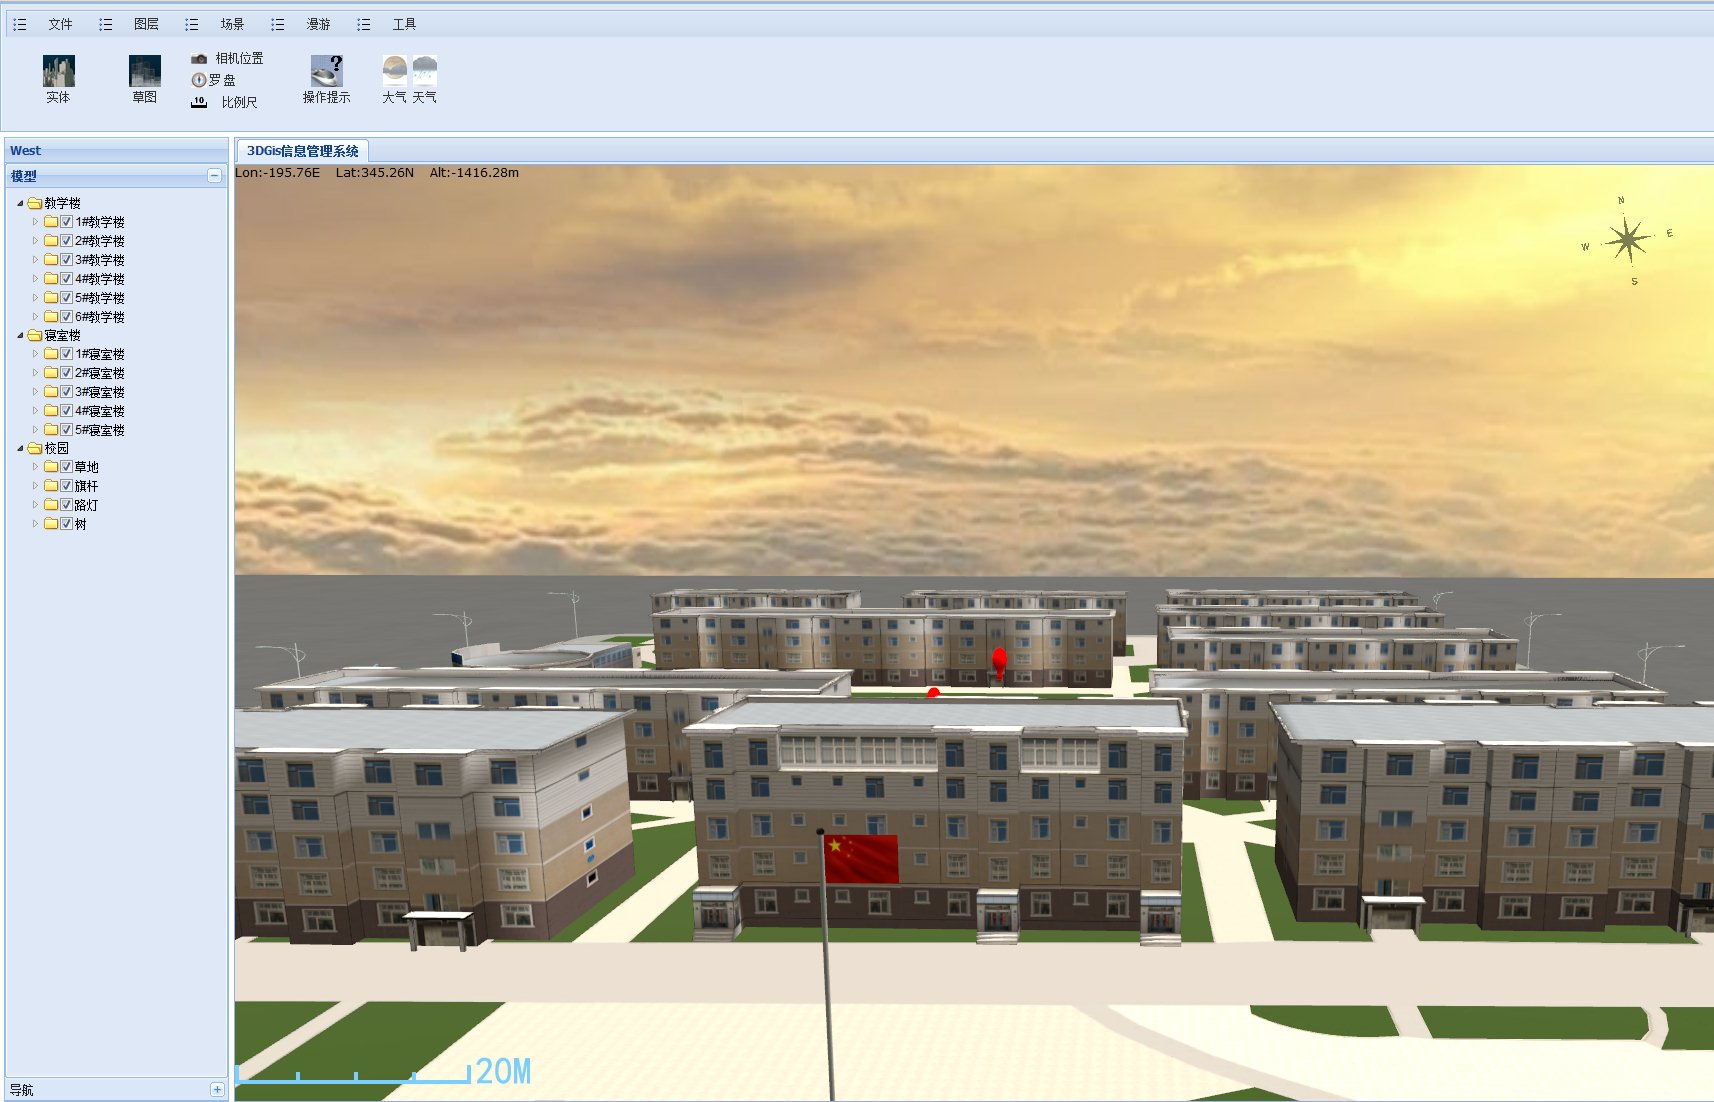 文件 图层 场景 漫游 工具
实体 草图 相机位置 操作提示 大气 天气
罗盘
10 比例尺
West
模型
教学楼
1#教学楼
2#教学楼
3#教学楼
4#教学楼
5#教学楼
6#教学楼
寝室楼
1#寝室楼
2#寝室楼
3#寝室楼
4#寝室楼
5#寝室楼
校园
草地
旗杆
路灯
树
导航
3DGis信息管理系统
Lon:-195.76E Lat:345.26N Alt:-1416.28m
N
W E
S
20M